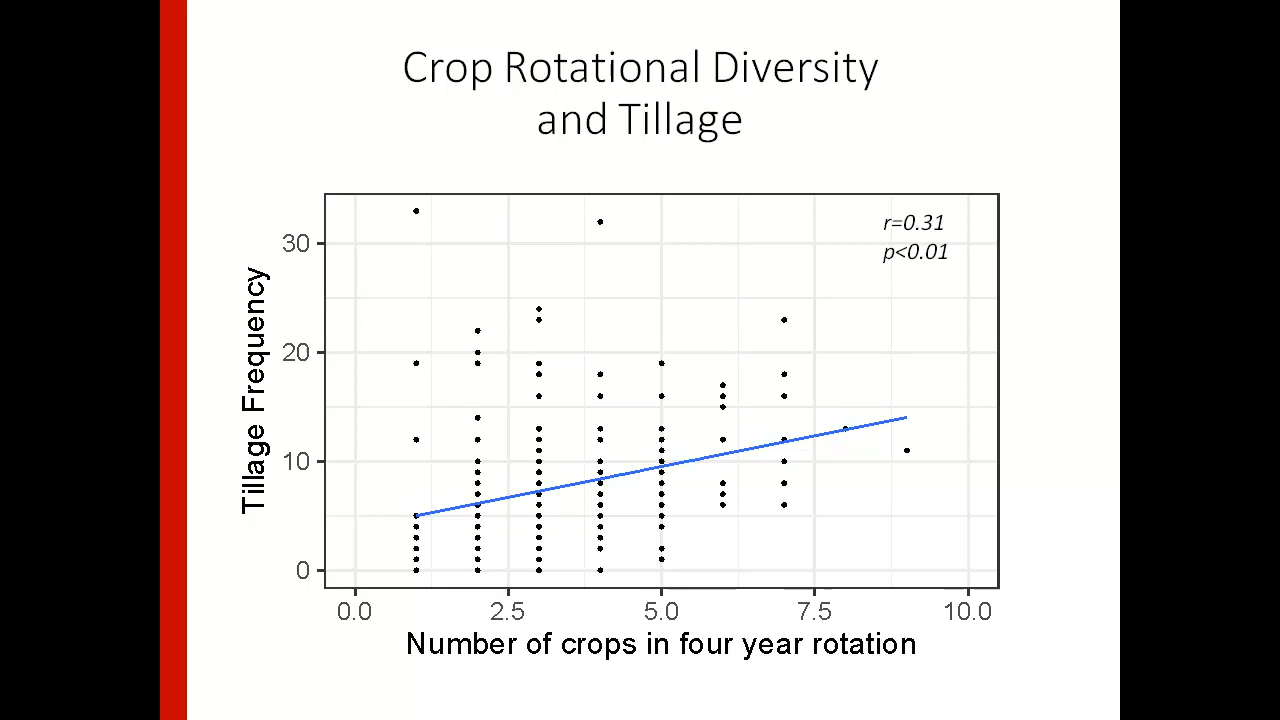 Crop Rotational Diversity
and Tillage
r=0.31
p<0.01
Tillage Frequency
30
20
10
0
0.0 2.5 5.0 7.5 10.0
Number of crops in four year rotation